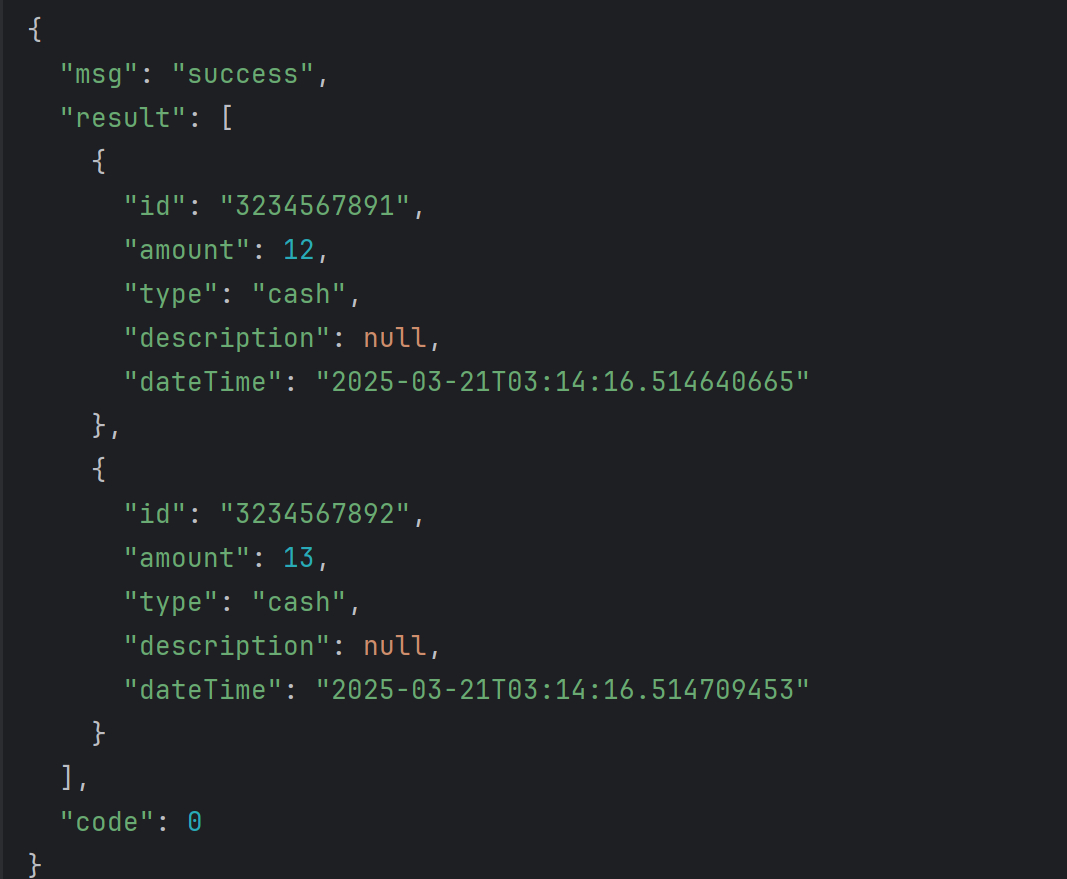 {
  "msg": "success",
  "result": [
    {
      "id": "3234567891",
      "amount": 12,
      "type": "cash",
      "description": null,
      "dateTime": "2025-03-21T03:14:16.514640665"
    },
    {
      "id": "3234567892",
      "amount": 13,
      "type": "cash",
      "description": null,
      "dateTime": "2025-03-21T03:14:16.514709453"
    }
  ],
  "code": 0
}